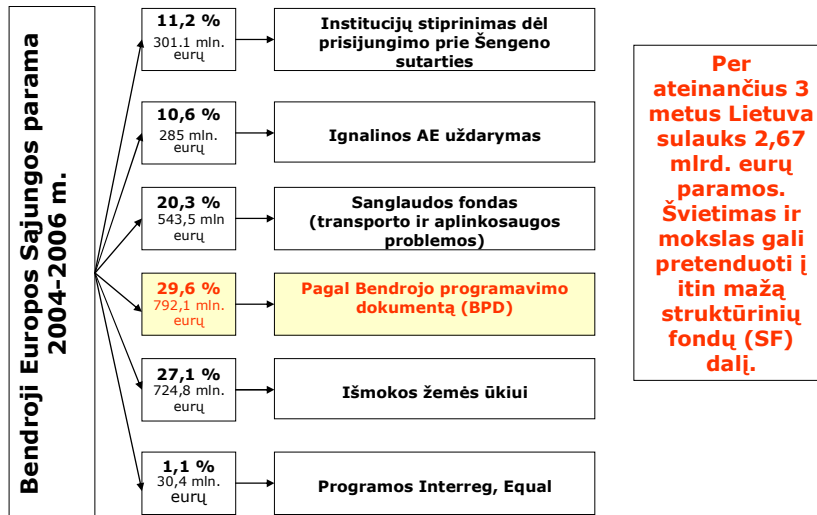 Bendroji Europos Sąjungos parama
2004-2006 m.
11,2 %
301.1 mln.
eurų
Institucijų stiprinimas dėl
prisijungimo prie Šengeno
sutarties
10,6 %
285 mln.
eurų
Ignalinos AE uždarymas
20,3 %
543,5 mln
eurų
Sanglaudos fondas
(transporto ir aplinkosaugos
problemos)
29,6 %
792,1 mln.
eurų
Pagal Bendrojo programavimo
dokumentą (BPD)
27,1 %
724,8 mln.
eurų
Išmokos žemės ūkiui
1,1 %
30,4 mln.
eurų
Programos Interreg, Equal
Per
ateinančius 3
metus Lietuva
sulauks 2,67
mlrd. eurų
paramos.
Švietimas ir
mokslas gali
pretenduoti į
itin mažą
struktūrinių
fondų (SF)
dalį.